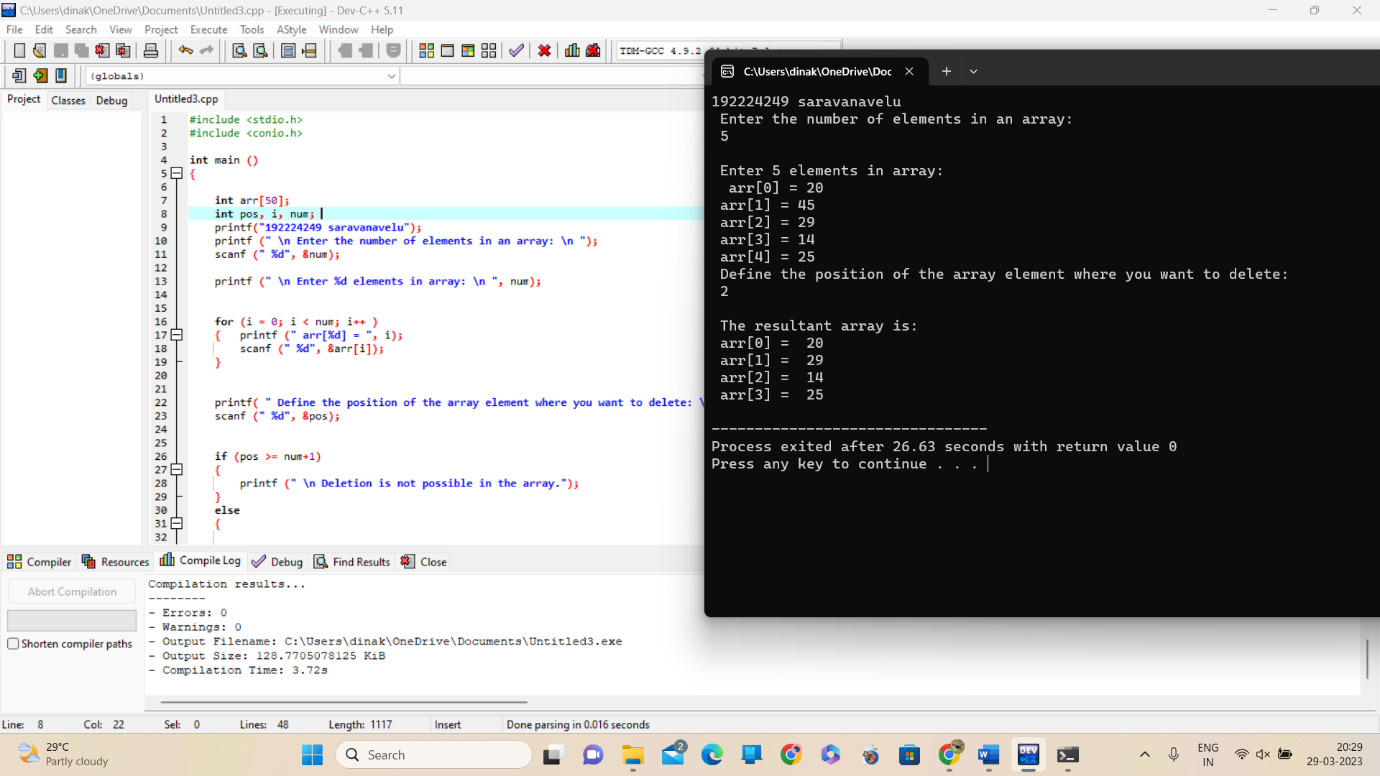 C:\Users\dinak\OneDrive\Documents\Untitled3.cpp - [Executing] - Dev-C++ 5.11
File Edit Search View Project Execute Tools AStyle Window Help
TDM-GCC 4.9.2
(globals)
Project Classes Debug
Untitled3.cpp
1 #include <stdio.h>
2 #include <conio.h>
3
4 int main ()
5 {
6
7 int arr[50];
8 int pos, i, num;
9 printf("192224249 saravanavelu");
10 printf (" \n Enter the number of elements in an array: \n ");
11 scanf (" %d", &num);
12
13 printf (" \n Enter %d elements in array: \n ", num);
14
15
16 for (i = 0; i < num; i++ )
17 { printf (" arr[%d] = ", i);
18 scanf (" %d", &arr[i]);
19 }
20
21
22 printf( " Define the position of the array element where you want to delete: \
23 scanf (" %d", &pos);
24
25
26 if (pos >= num+1)
27 {
28 printf (" \n Deletion is not possible in the array.");
29 }
30 else
31 {
32
C:\Users\dinak\OneDrive\Doc
192224249 saravanavelu
Enter the number of elements in an array:
5
Enter 5 elements in array:
arr[0] = 20
arr[1] = 45
arr[2] = 29
arr[3] = 14
arr[4] = 25
Define the position of the array element where you want to delete:
2
The resultant array is:
arr[0] = 20
arr[1] = 29
arr[2] = 14
arr[3] = 25
--------------------------------
Process exited after 26.63 seconds with return value 0
Press any key to continue . . .
Compiler Resources Compile Log Debug Find Results Close
Abort Compilation
Shorten compiler paths
Compilation results...
--------
- Errors: 0
- Warnings: 0
- Output Filename: C:\Users\dinak\OneDrive\Documents\Untitled3.exe
- Output Size: 128.7705078125 KiB
- Compilation Time: 3.72s
Line: 8 Col: 22 Sel: 0 Lines: 48 Length: 1117 Insert Done parsing in 0.016 seconds
29°C
Partly cloudy
Search
2
DEV
ENG
IN
20:29
29-03-2023